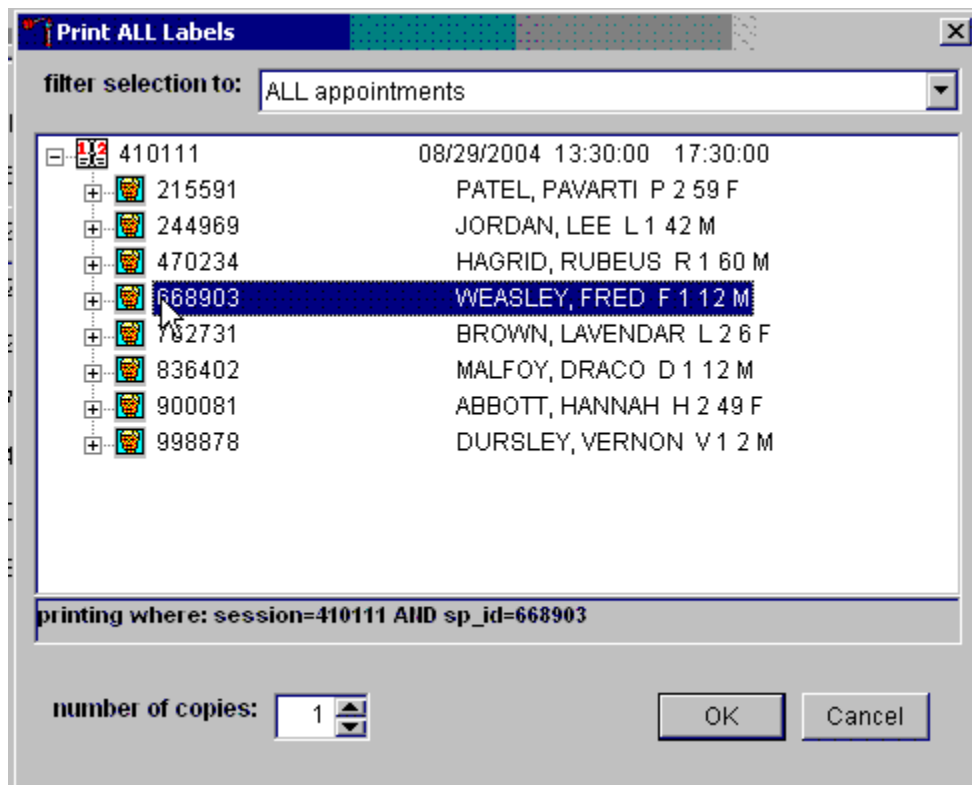 Print ALL Labels
filter selection to: ALL appointments
410111 08/29/2004 13:30:00 17:30:00
215591 PATEL, PAVARTI P 2 59 F
244969 JORDAN, LEE L 1 42 M
470234 HAGRID, RUBEUS R 1 60 M
668903 WEASLEY, FRED F 1 12 M
762731 BROWN, LAVENDAR L 2 6 F
836402 MALFOY, DRACO D 1 12 M
900081 ABBOTT, HANNAH H 2 49 F
998878 DURSLEY, VERNON V 1 2 M
printing where: session=410111 AND sp_id=668903
number of copies: 1 OK Cancel